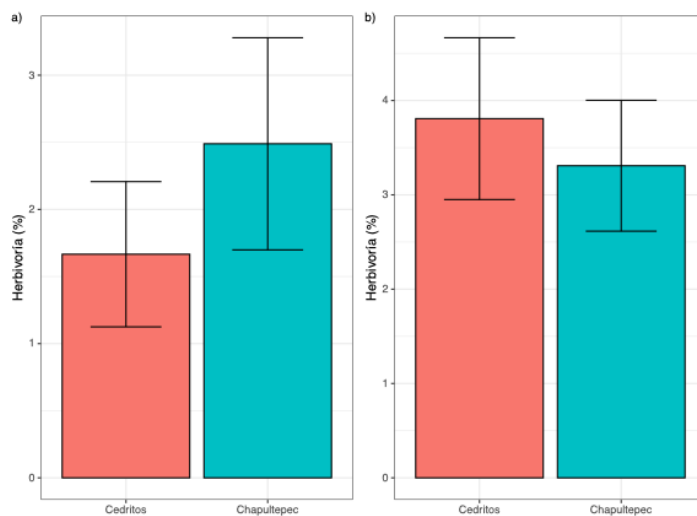 a)
Herbivoría (%)
3
2
1
0
Cedritos
Chapultepec
b)
Herbivoría (%)
4
3
2
1
0
Cedritos
Chapultepec